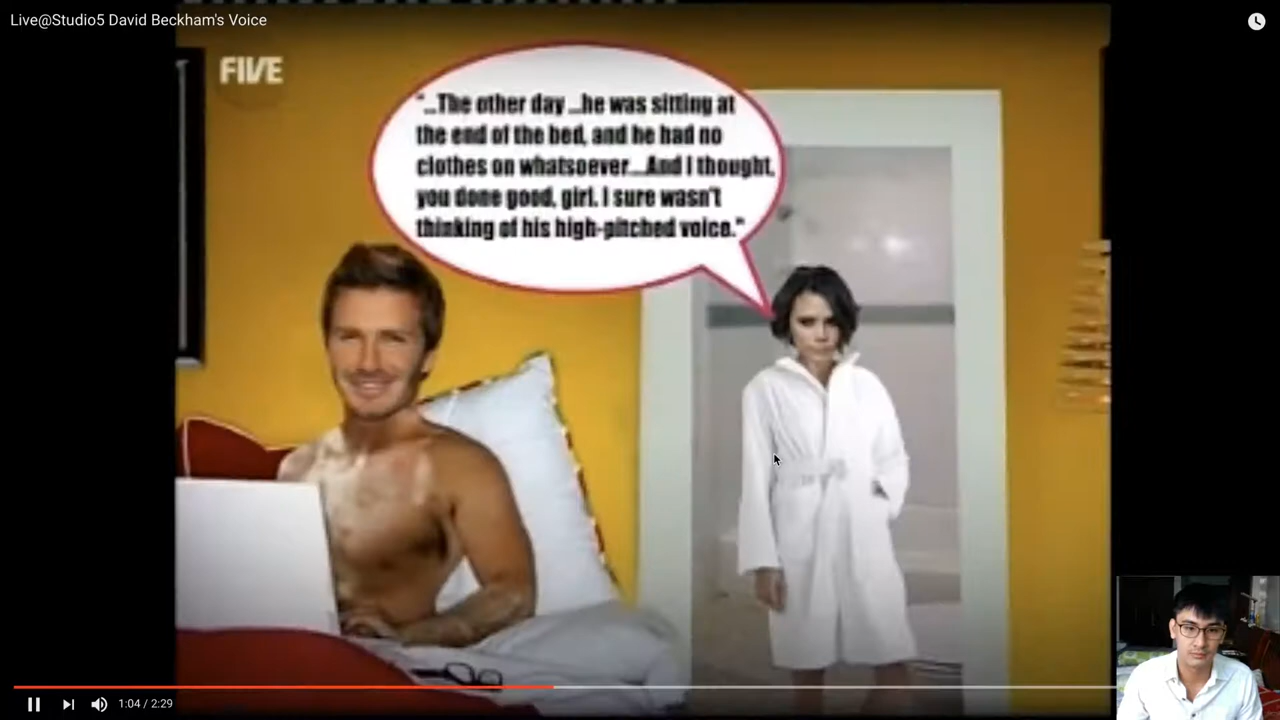 Live@Studio5 David Beckham's Voice
FIVE
"...The other day ...he was sitting at
the end of the bed, and he had no
clothes on whatsoever....And I thought,
you done good, girl. I sure wasn't
thinking of his high-pitched voice."
1:04 / 2:29